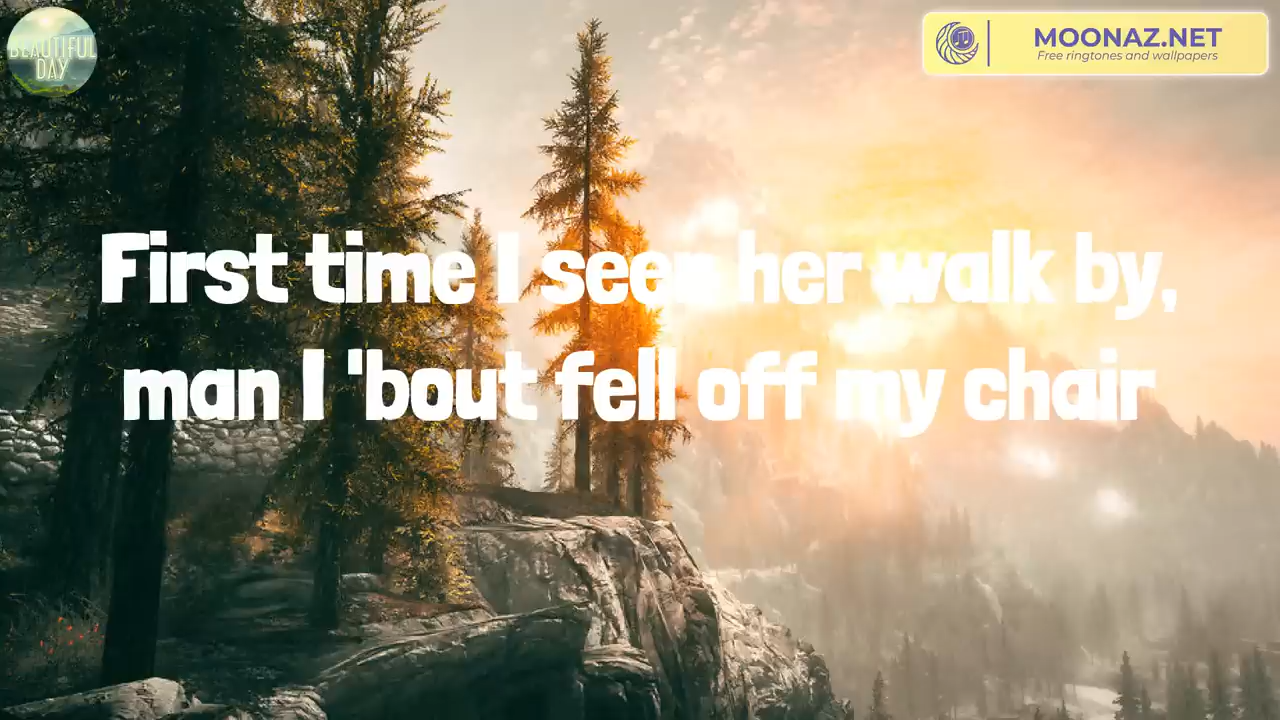 BEAUTIFUL
DAY
MOONAZ.NET
Free ringtones and wallpapers
First time I seen her walk by,
man I 'bout fell off my chair